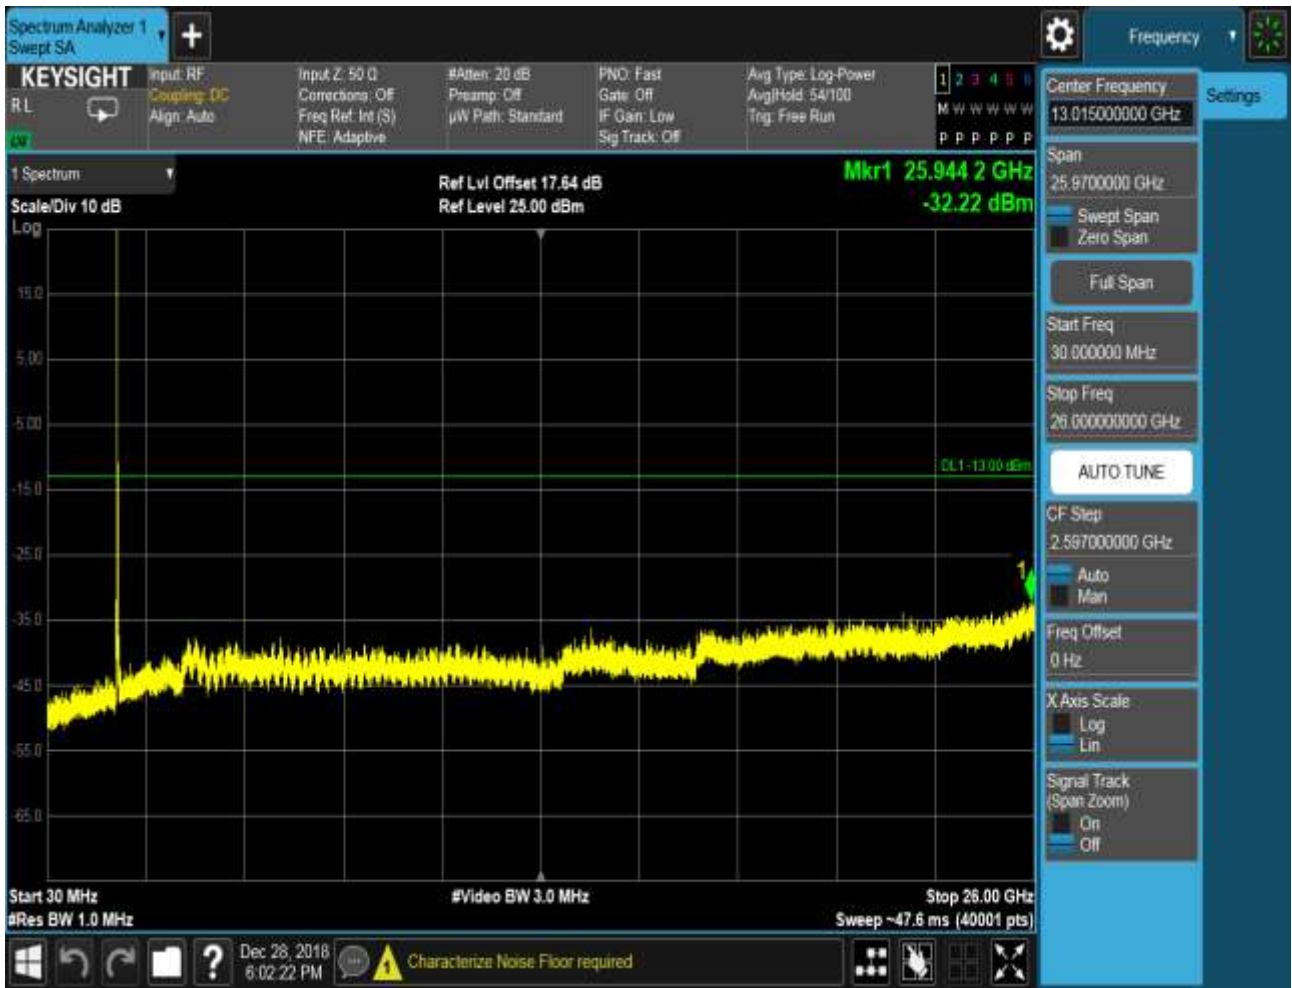 Spectrum Analyzer 1
Swept SA
Frequency
KEYSIGHT
R L
Input: RF
Coupling: DC
Align: Auto
Input Z: 50 Ω
Corrections: Off
Freq Ref: Int (S)
NFE: Adaptive
#Atten: 20 dB
Preamp: Off
µW Path: Standard
PNO: Fast
Gate: Off
IF Gain: Low
Sig Track: Off
Avg Type: Log-Power
Avg|Hold: 54/100
Trig: Free Run
1 2 3 4 5 6
M W W W W W
P P P P P P
Center Frequency
13.015000000 GHz
Settings
Span
25.9700000 GHz
Swept Span
Zero Span
Full Span
Start Freq
30.000000 MHz
Stop Freq
26.000000000 GHz
AUTO TUNE
CF Step
2.597000000 GHz
Auto
Man
Freq Offset
0 Hz
X Axis Scale
Log
Lin
Signal Track
(Span Zoom)
On
Off
1 Spectrum
Scale/Div 10 dB
Log
Ref Lvl Offset 17.64 dB
Ref Level 25.00 dBm
Mkr1 25.944 2 GHz
-32.22 dBm
15.0
5.00
-5.00
DL1 -13.00 dBm
-15.0
-25.0
1
-35.0
-45.0
-55.0
-65.0
Start 30 MHz
#Video BW 3.0 MHz
Stop 26.00 GHz
#Res BW 1.0 MHz
Sweep ~47.6 ms (40001 pts)
Dec 28, 2018
6:02:22 PM
Characterize Noise Floor required